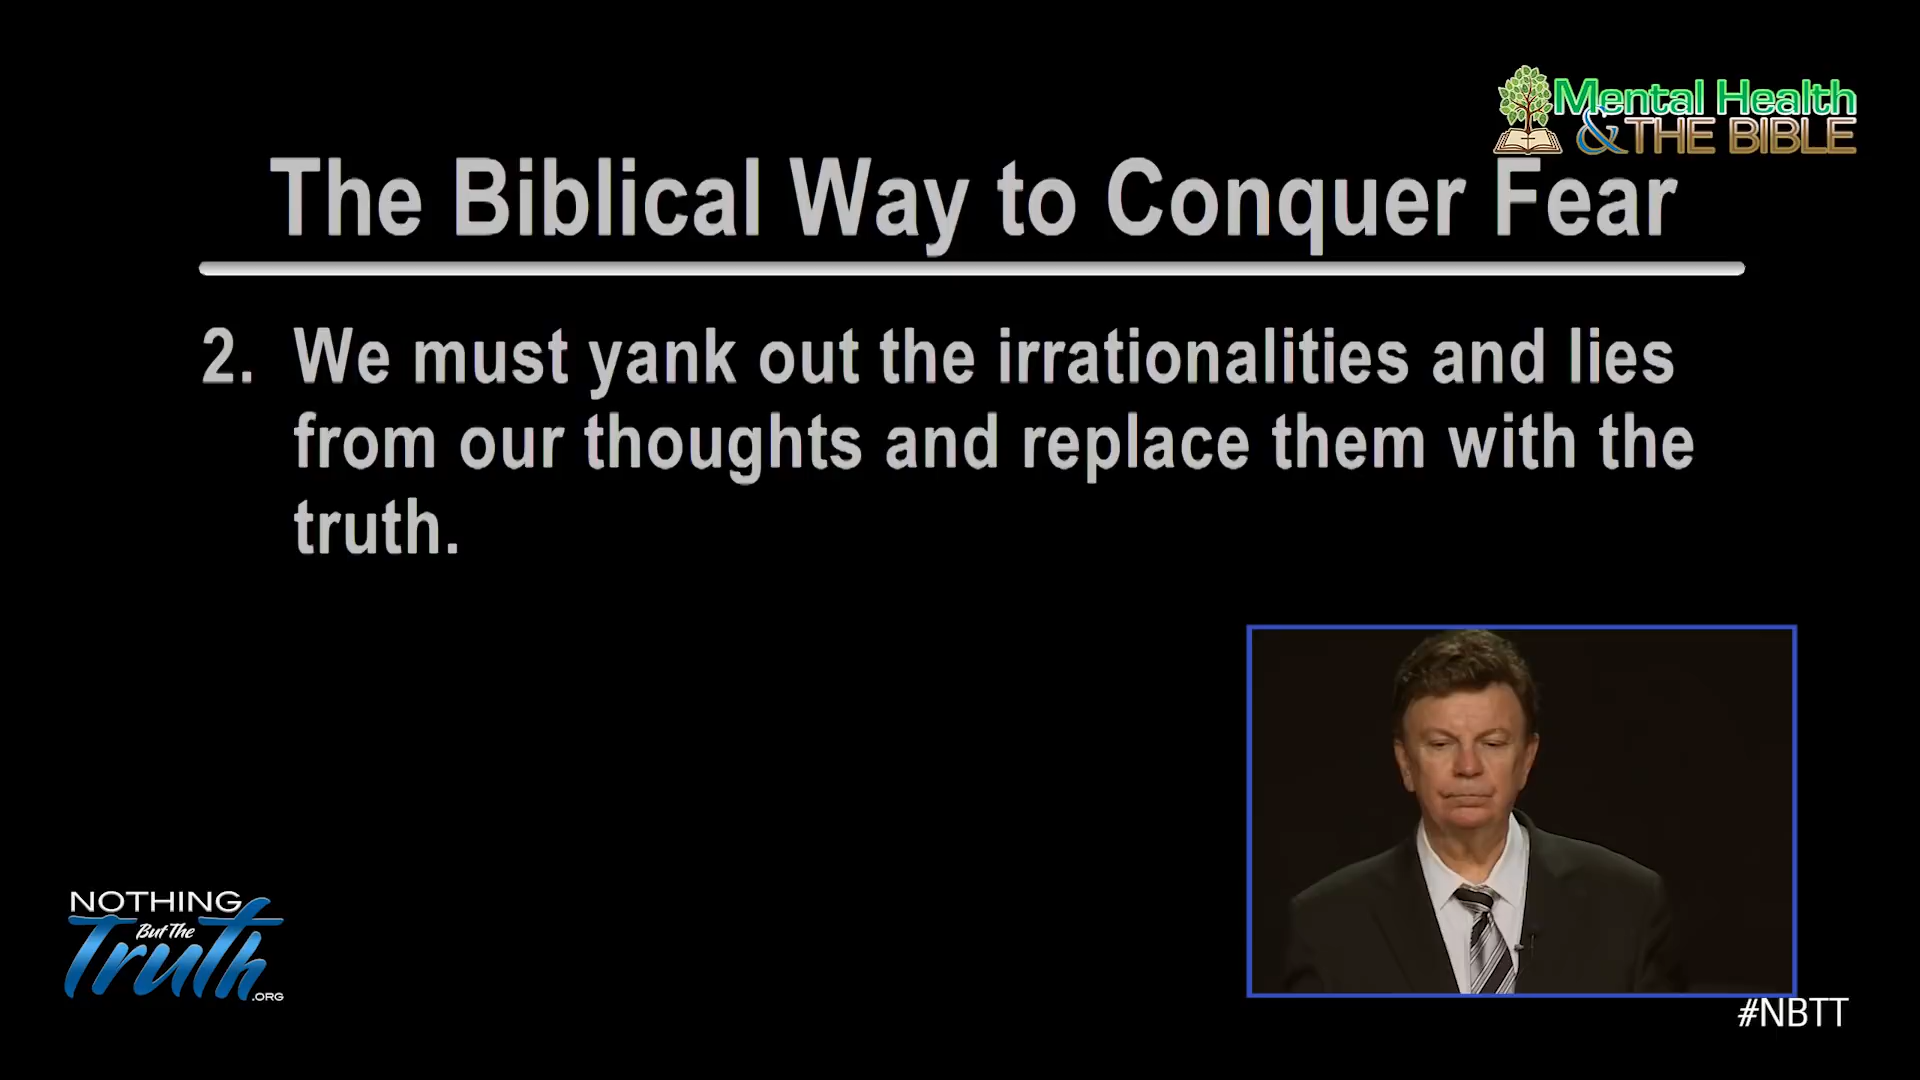 Mental Health
& THE BIBLE
The Biblical Way to Conquer Fear
2. We must yank out the irrationalities and lies
from our thoughts and replace them with the
truth.
NOTHING
But The
Truth
.ORG
#NBTT